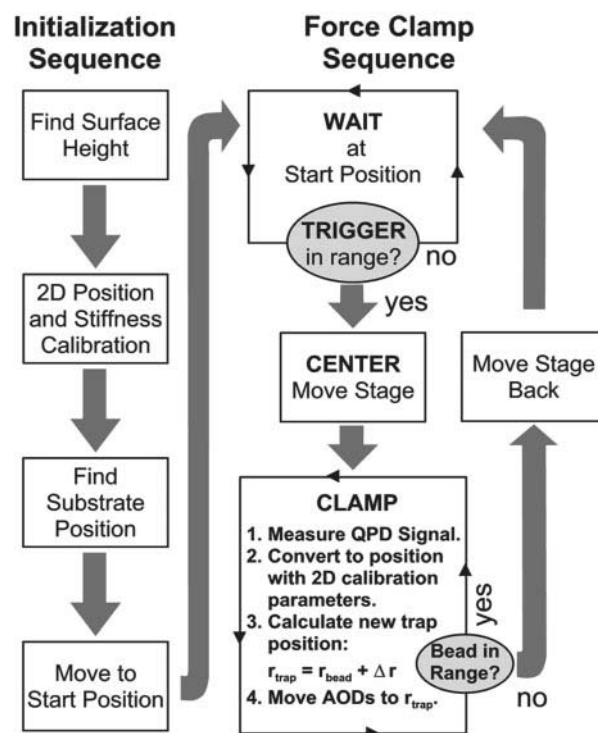 Initialization
Sequence
Find Surface
Height
2D Position
and Stiffness
Calibration
Find
Substrate
Position
Move to
Start Position
Force Clamp
Sequence
WAIT
at
Start Position
TRIGGER
in range?
no
yes
CENTER
Move Stage
Move Stage
Back
CLAMP
1. Measure QPD Signal.
2. Convert to position
with 2D calibration
parameters.
3. Calculate new trap
position:
r_trap = r_bead + Δ r
4. Move AODs to r_trap.
yes
Bead in
Range?
no